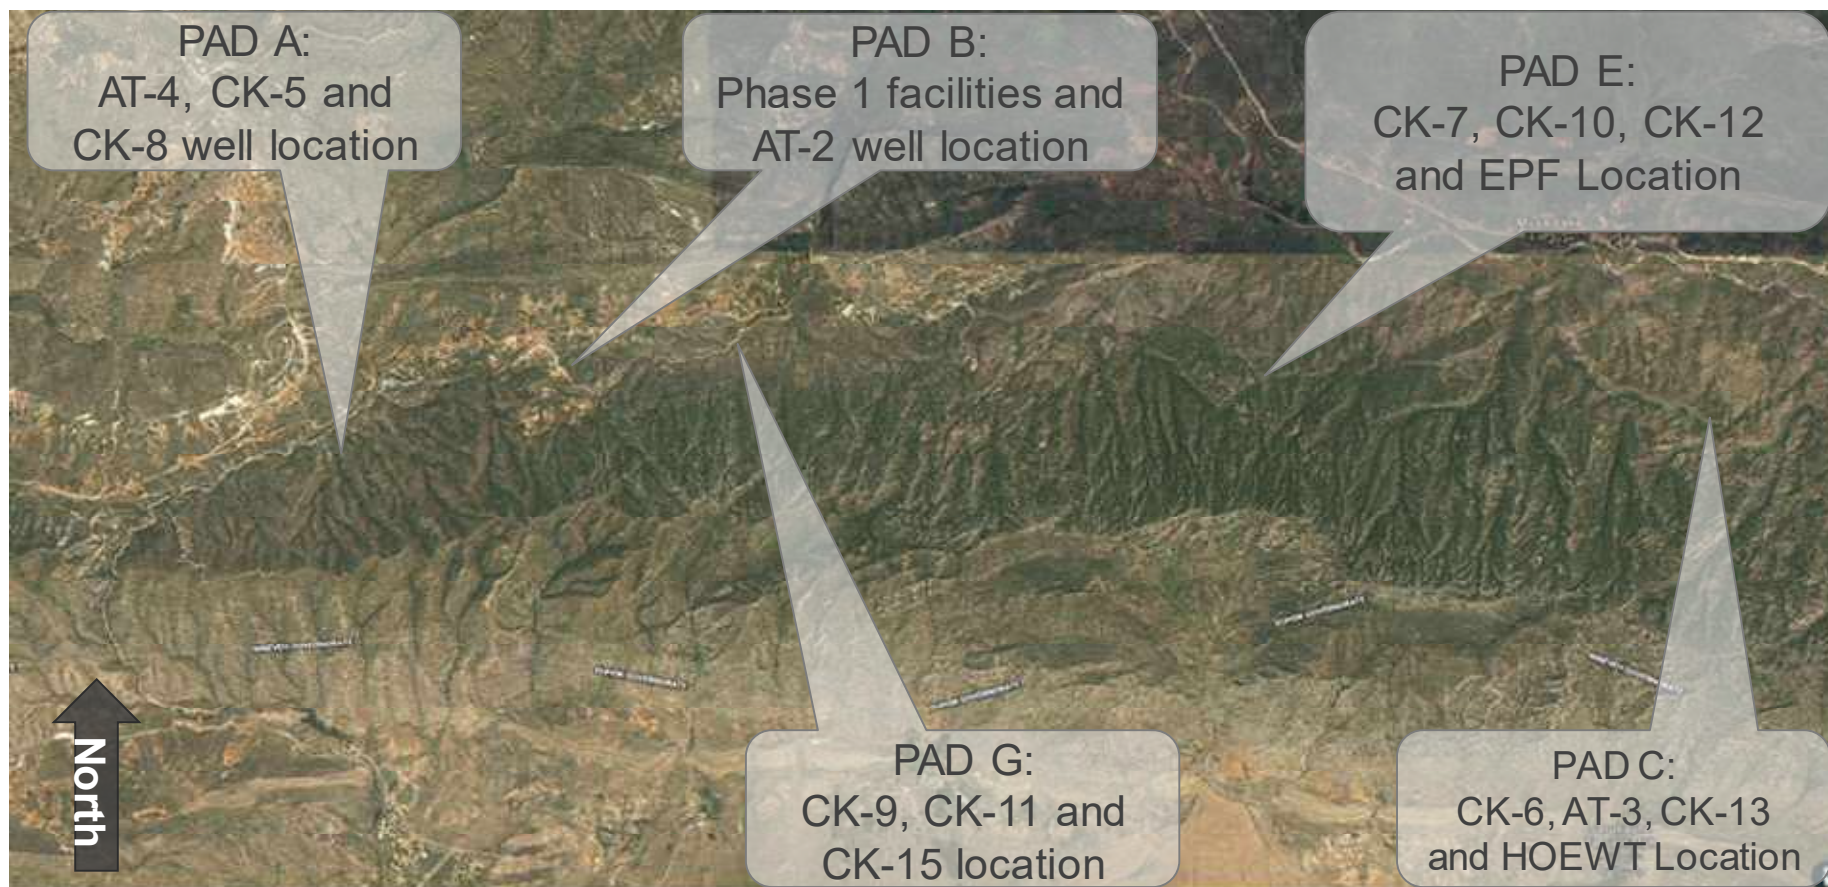 PAD A:
AT-4, CK-5 and
CK-8 well location
PAD B:
Phase 1 facilities and
AT-2 well location
PAD E:
CK-7, CK-10, CK-12
and EPF Location
North
PAD G:
CK-9, CK-11 and
CK-15 location
PAD C:
CK-6, AT-3, CK-13
and HOEWT Location